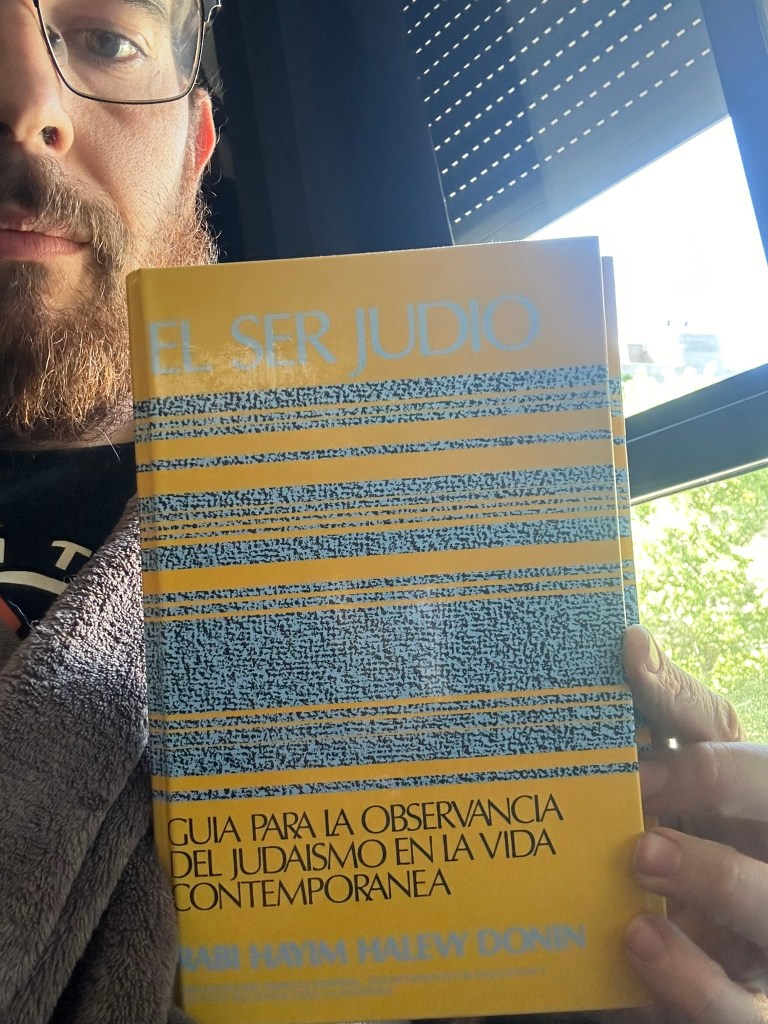 EL SER JUDIO
GUIA PARA LA OBSERVANCIA
DEL JUDAISMO EN LA VIDA
CONTEMPORANEA
RABI HAYIM HALEVY DONIN